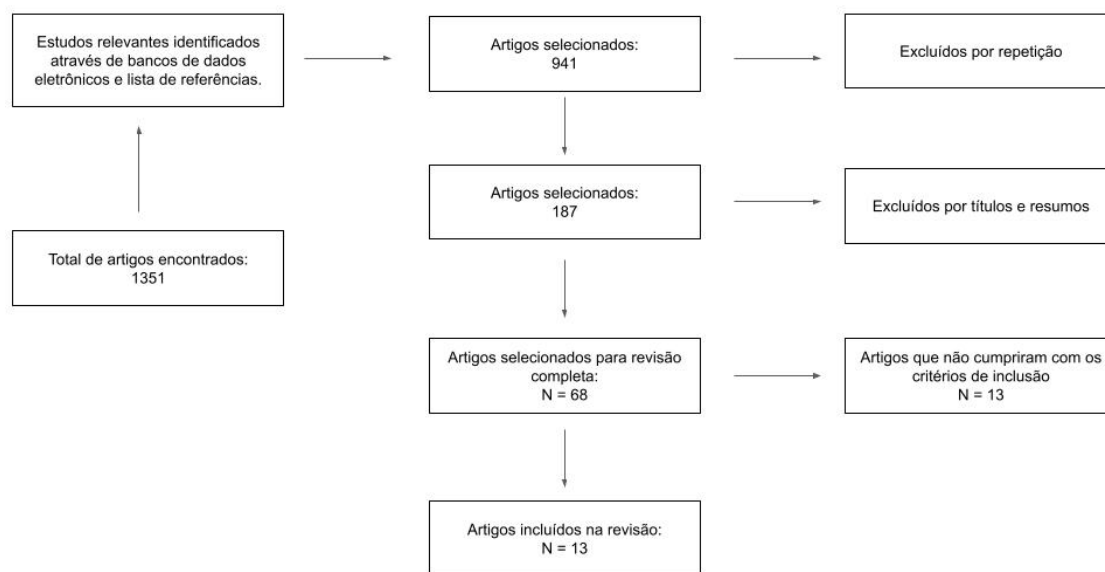 Estudos relevantes identificados
através de bancos de dados
eletrônicos e lista de referências.
Artigos selecionados:
941
Excluídos por repetição
Artigos selecionados:
187
Excluídos por títulos e resumos
Total de artigos encontrados:
1351
Artigos selecionados para revisão
completa:
N = 68
Artigos que não cumpriram com os
critérios de inclusão
N = 13
Artigos incluídos na revisão:
N = 13